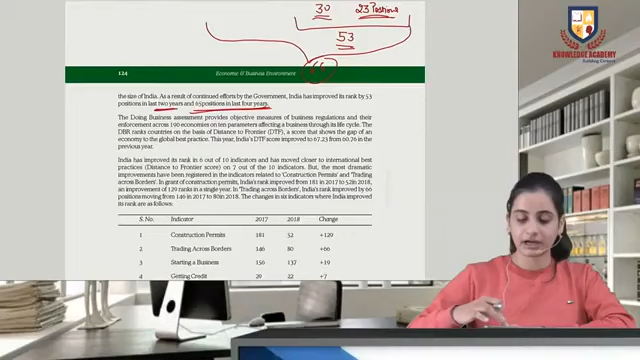 30 23 Positions
53
KNOWLEDGE ACADEMY
124 Economic & Business Environment
the size of India. As a result of continued efforts by the Government, India has improved its rank by 53
positions in last two years and 65positions in last four years.
The Doing Business assessment provides objective measures of business regulations and their
enforcement across 190 economies on ten parameters affecting a business through its life cycle. The
DBR ranks countries on the basis of Distance to Frontier (DTF), a score that shows the gap of an
economy to the global best practice. This year, India's DTF score improved to 67.23 from 60.76 in the
previous year.
India has improved its rank in 6 out of 10 indicators and has moved closer to international best
practices (Distance to Frontier score) on 7 out of the 10 indicators. But, the most dramatic
improvements have been registered in the indicators related to 'Construction Permits' and 'Trading
across Borders'. In grant of construction permits, India's rank improved from 181 in 2017 to 52in 2018,
an improvement of 129 ranks in a single year. In 'Trading across Borders', India's rank improved by 66
positions moving from 146 in 2017 to 80in 2018. The changes in six indicators where India improved
its rank are as follows:
S. No. Indicator 2017 2018 Change
1 Construction Permits 181 52 +129
2 Trading Across Borders 146 80 +66
3 Starting a Business 156 137 +19
4 Getting Credit 29 22 +7